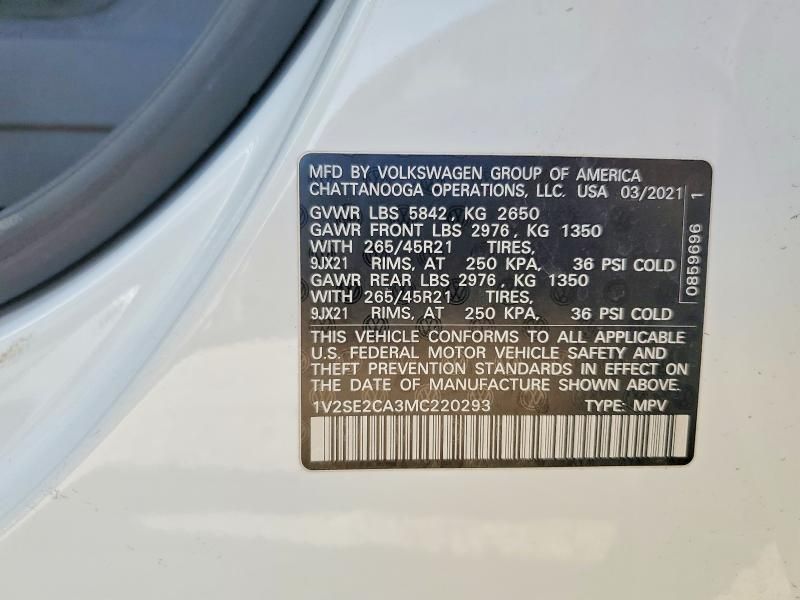 MFD BY VOLKSWAGEN GROUP OF AMERICA
CHATTANOOGA OPERATIONS, LLC. USA 03/2021
GVWR LBS 5842, KG 2650
GAWR FRONT LBS 2976, KG 1350
WITH 265/45R21 TIRES,
9JX21 RIMS, AT 250 KPA, 36 PSI COLD
GAWR REAR LBS 2976, KG 1350
WITH 265/45R21 TIRES,
9JX21 RIMS, AT 250 KPA, 36 PSI COLD
THIS VEHICLE CONFORMS TO ALL APPLICABLE
U.S. FEDERAL MOTOR VEHICLE SAFETY AND
THEFT PREVENTION STANDARDS IN EFFECT ON
THE DATE OF MANUFACTURE SHOWN ABOVE.
1V2SE2CA3MC220293 TYPE: MPV
0859696 1